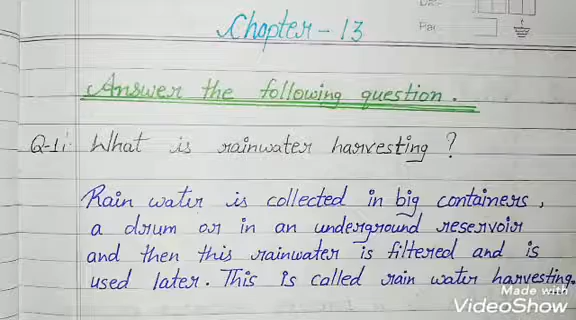 Chapter - 13
Pa
Answer the following question.
Q-1: What is rainwater harvesting?
Rain water is collected in big containers,
a drum or in an underground reservoir
and then this rainwater is filtered and is
used later. This is called rain water harvesting.
Made with
VideoShow